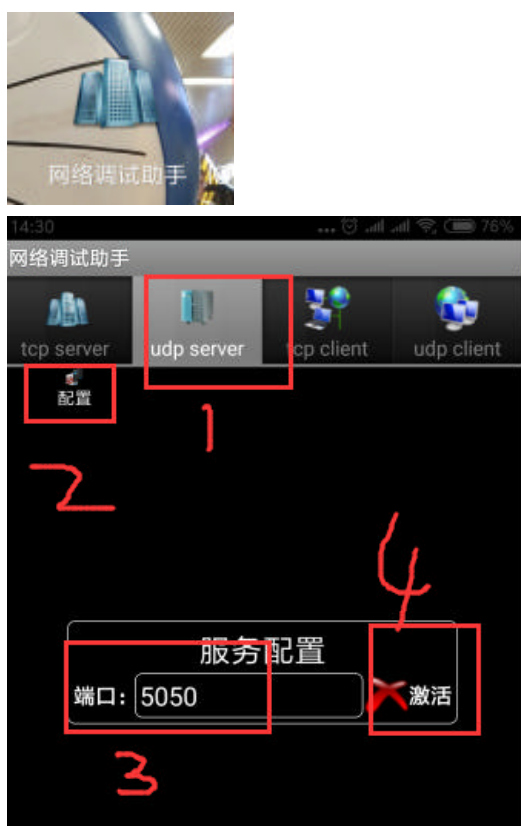 网络调试助手
14:30 ... 76%
网络调试助手
tcp server udp server tcp client udp client
配置
1
2
4
服务配置
端口: 5050 激活
3